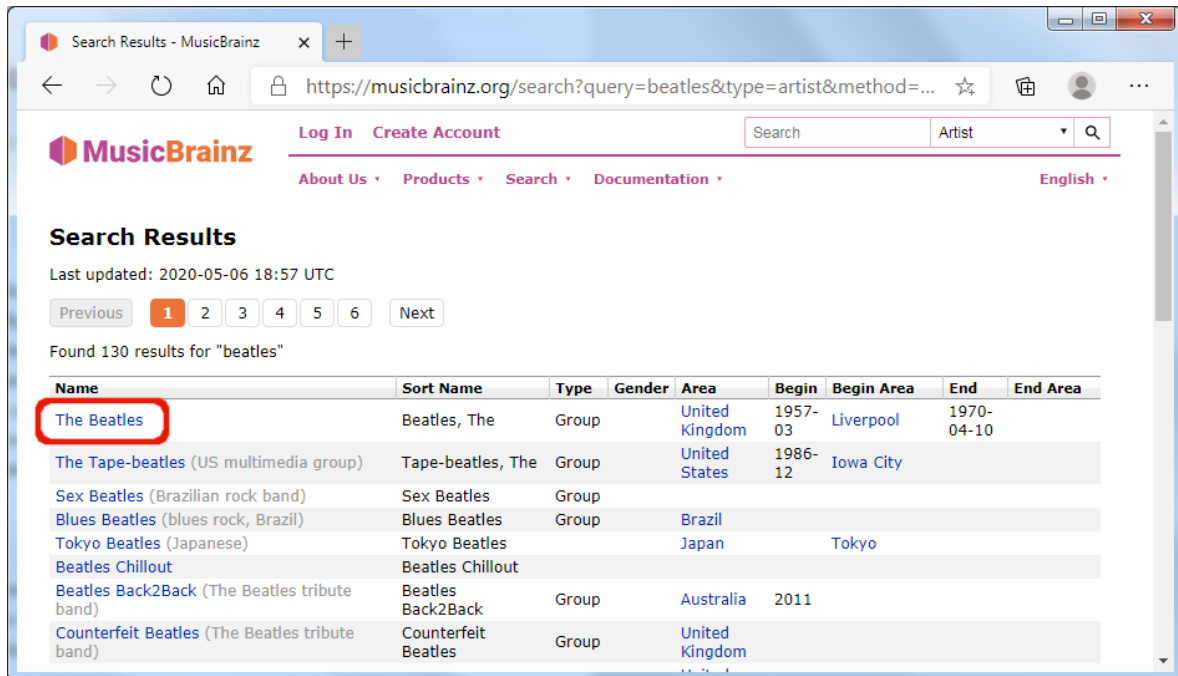 Search Results - MusicBrainz
https://musicbrainz.org/search?query=beatles&type=artist&method=...
MusicBrainz
Log In Create Account
Search Artist
About Us Products Search Documentation English
Search Results
Last updated: 2020-05-06 18:57 UTC
Previous 1 2 3 4 5 6 Next
Found 130 results for "beatles"
Name Sort Name Type Gender Area Begin Begin Area End End Area
The Beatles Beatles, The Group United Kingdom 1957-03 Liverpool 1970-04-10
The Tape-beatles (US multimedia group) Tape-beatles, The Group United States 1986-12 Iowa City
Sex Beatles (Brazilian rock band) Sex Beatles Group
Blues Beatles (blues rock, Brazil) Blues Beatles Group Brazil
Tokyo Beatles (Japanese) Tokyo Beatles Japan Tokyo
Beatles Chillout Beatles Chillout
Beatles Back2Back (The Beatles tribute band) Beatles Back2Back Group Australia 2011
Counterfeit Beatles (The Beatles tribute band) Counterfeit Beatles Group United Kingdom